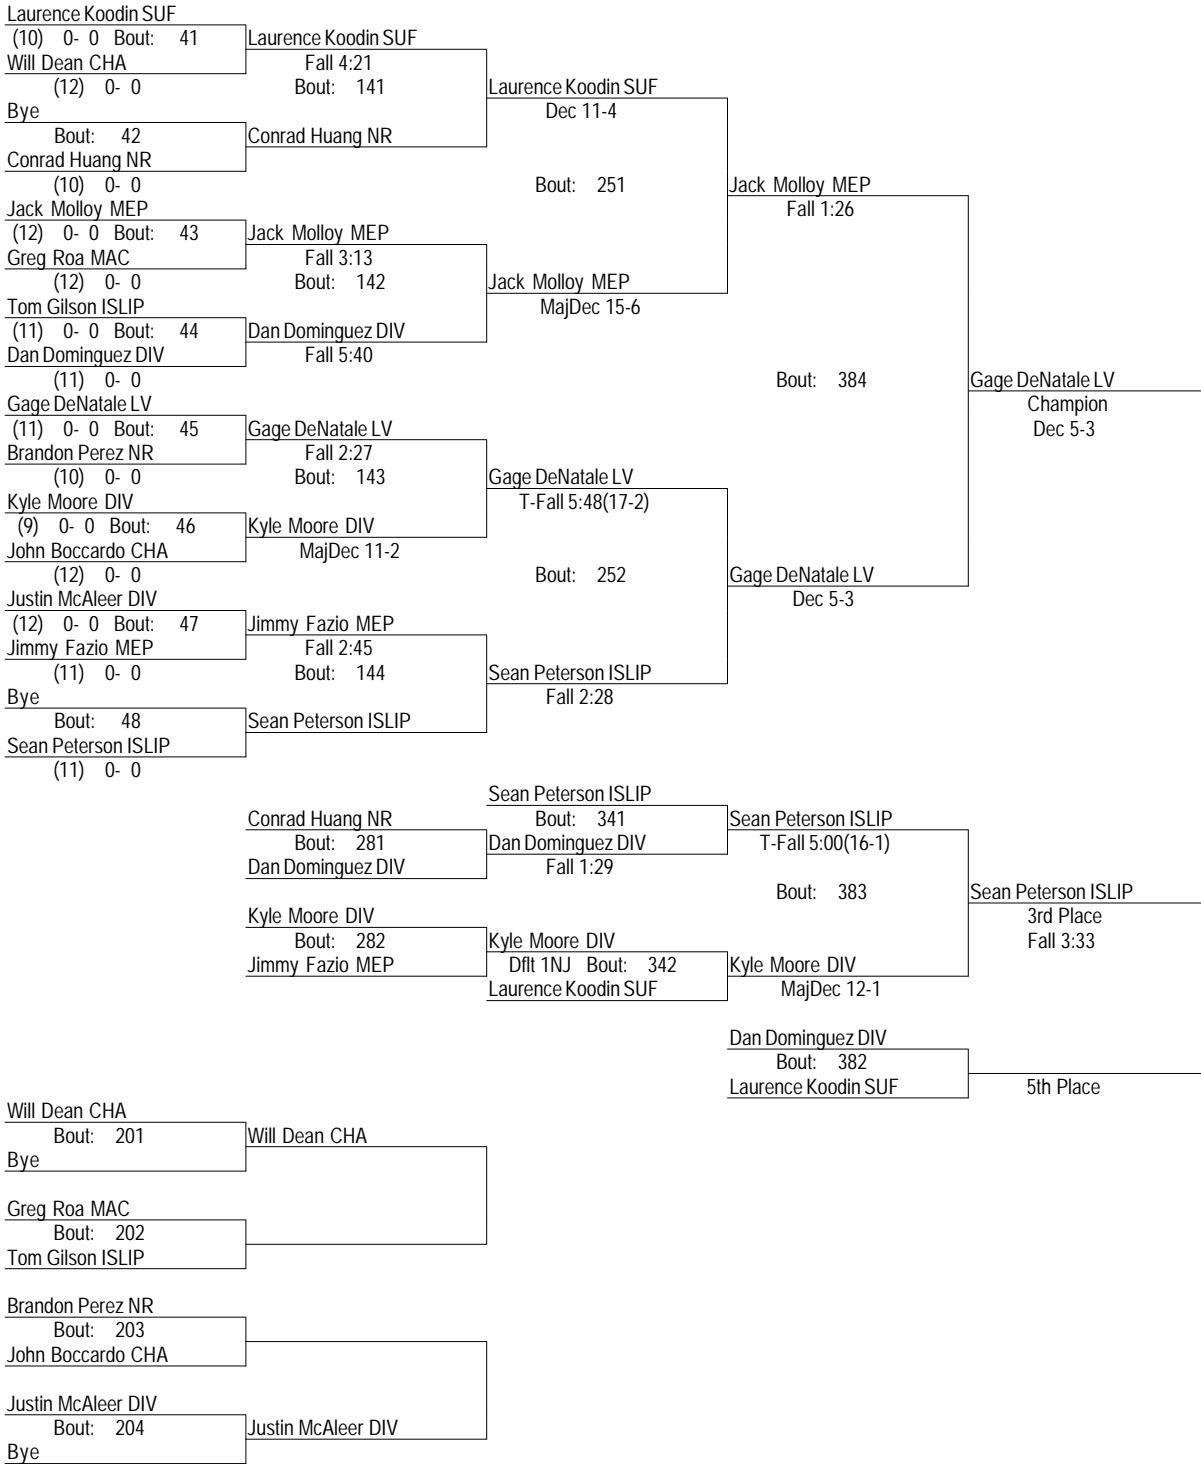 Laurence Koodin SUF
(10) 0- 0 Bout: 41
Will Dean CHA
(12) 0- 0
Bye
Bout: 42
Conrad Huang NR
(10) 0- 0
Jack Molloy MEP
(12) 0- 0 Bout: 43
Greg Roa MAC
(12) 0- 0
Tom Gilson ISLIP
(11) 0- 0 Bout: 44
Dan Dominguez DIV
(11) 0- 0
Gage DeNatale LV
(11) 0- 0 Bout: 45
Brandon Perez NR
(10) 0- 0
Kyle Moore DIV
(9) 0- 0 Bout: 46
John Boccardo CHA
(12) 0- 0
Justin McAleer DIV
(12) 0- 0 Bout: 47
Jimmy Fazio MEP
(11) 0- 0
Bye
Bout: 48
Sean Peterson ISLIP
(11) 0- 0
Laurence Koodin SUF
Fall 4:21
Bout: 141
Conrad Huang NR
Jack Molloy MEP
Fall 3:13
Bout: 142
Dan Dominguez DIV
Fall 5:40
Gage DeNatale LV
Fall 2:27
Bout: 143
Kyle Moore DIV
MajDec 11-2
Jimmy Fazio MEP
Fall 2:45
Bout: 144
Sean Peterson ISLIP
Laurence Koodin SUF
Dec 11-4
Bout: 251
Jack Molloy MEP
MajDec 15-6
Gage DeNatale LV
T-Fall 5:48(17-2)
Bout: 252
Sean Peterson ISLIP
Fall 2:28
Jack Molloy MEP
Fall 1:26
Bout: 384
Gage DeNatale LV
Dec 5-3
Gage DeNatale LV
Champion
Dec 5-3
Conrad Huang NR
Bout: 281
Dan Dominguez DIV
Kyle Moore DIV
Bout: 282
Jimmy Fazio MEP
Sean Peterson ISLIP
Bout: 341
Dan Dominguez DIV
Fall 1:29
Kyle Moore DIV
Dflt 1NJ Bout: 342
Laurence Koodin SUF
Sean Peterson ISLIP
T-Fall 5:00(16-1)
Bout: 383
Kyle Moore DIV
MajDec 12-1
Sean Peterson ISLIP
3rd Place
Fall 3:33
Dan Dominguez DIV
Bout: 382
Laurence Koodin SUF
5th Place
Will Dean CHA
Bout: 201
Bye
Will Dean CHA
Greg Roa MAC
Bout: 202
Tom Gilson ISLIP
Brandon Perez NR
Bout: 203
John Boccardo CHA
Justin McAleer DIV
Bout: 204
Bye
Justin McAleer DIV